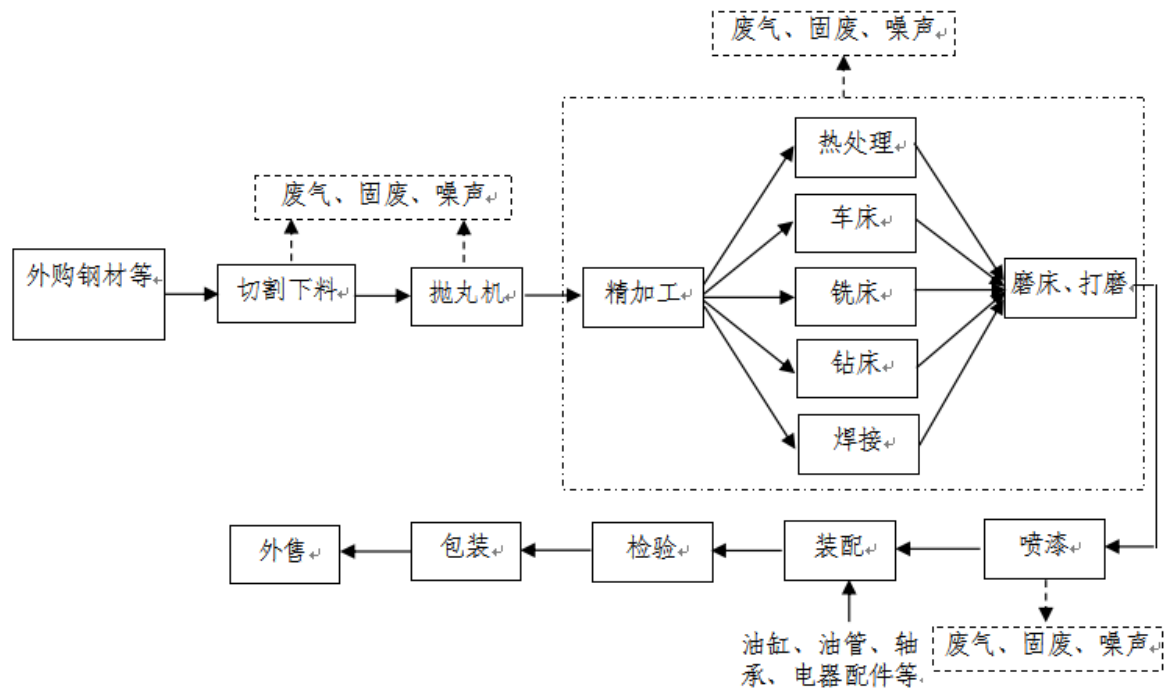 废气、固废、噪声
热处理
废气、固废、噪声
车床
外购钢材等
切割下料
抛丸机
精加工
铣床
磨床、打磨
钻床
焊接
外售
包装
检验
装配
喷漆
油缸、油管、轴
承、电器配件等
废气、固废、噪声